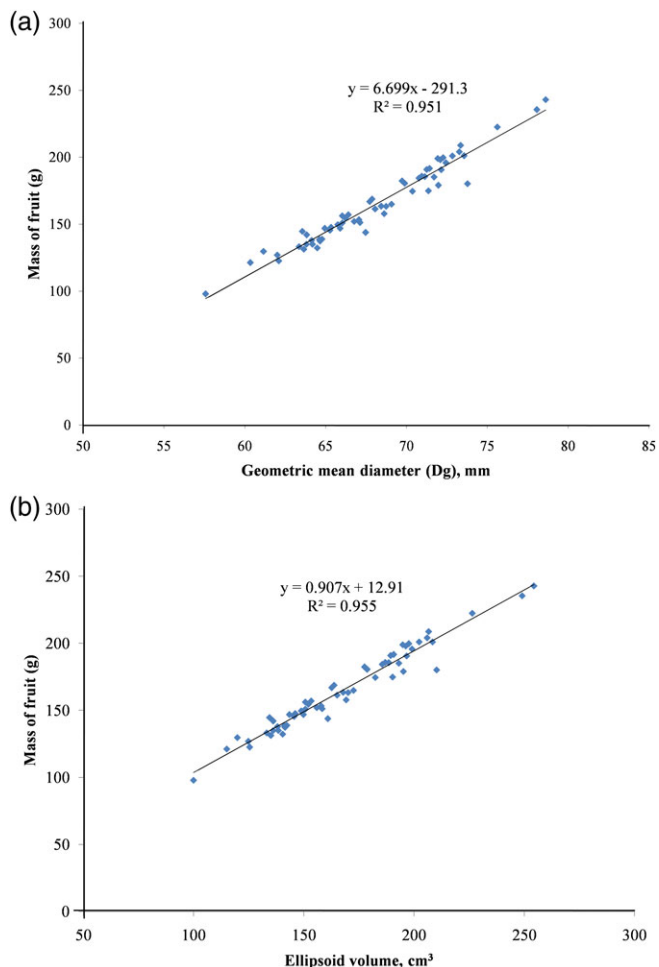 (a)
300
250
200
150
100
50
0
y = 6.699x - 291.3
R² = 0.951
Mass of fruit (g)
50 55 60 65 70 75 80 85
Geometric mean diameter (Dg), mm
(b)
300
250
200
150
100
50
0
y = 0.907x + 12.91
R² = 0.955
Mass of fruit (g)
50 100 150 200 250 300
Ellipsoid volume, cm³